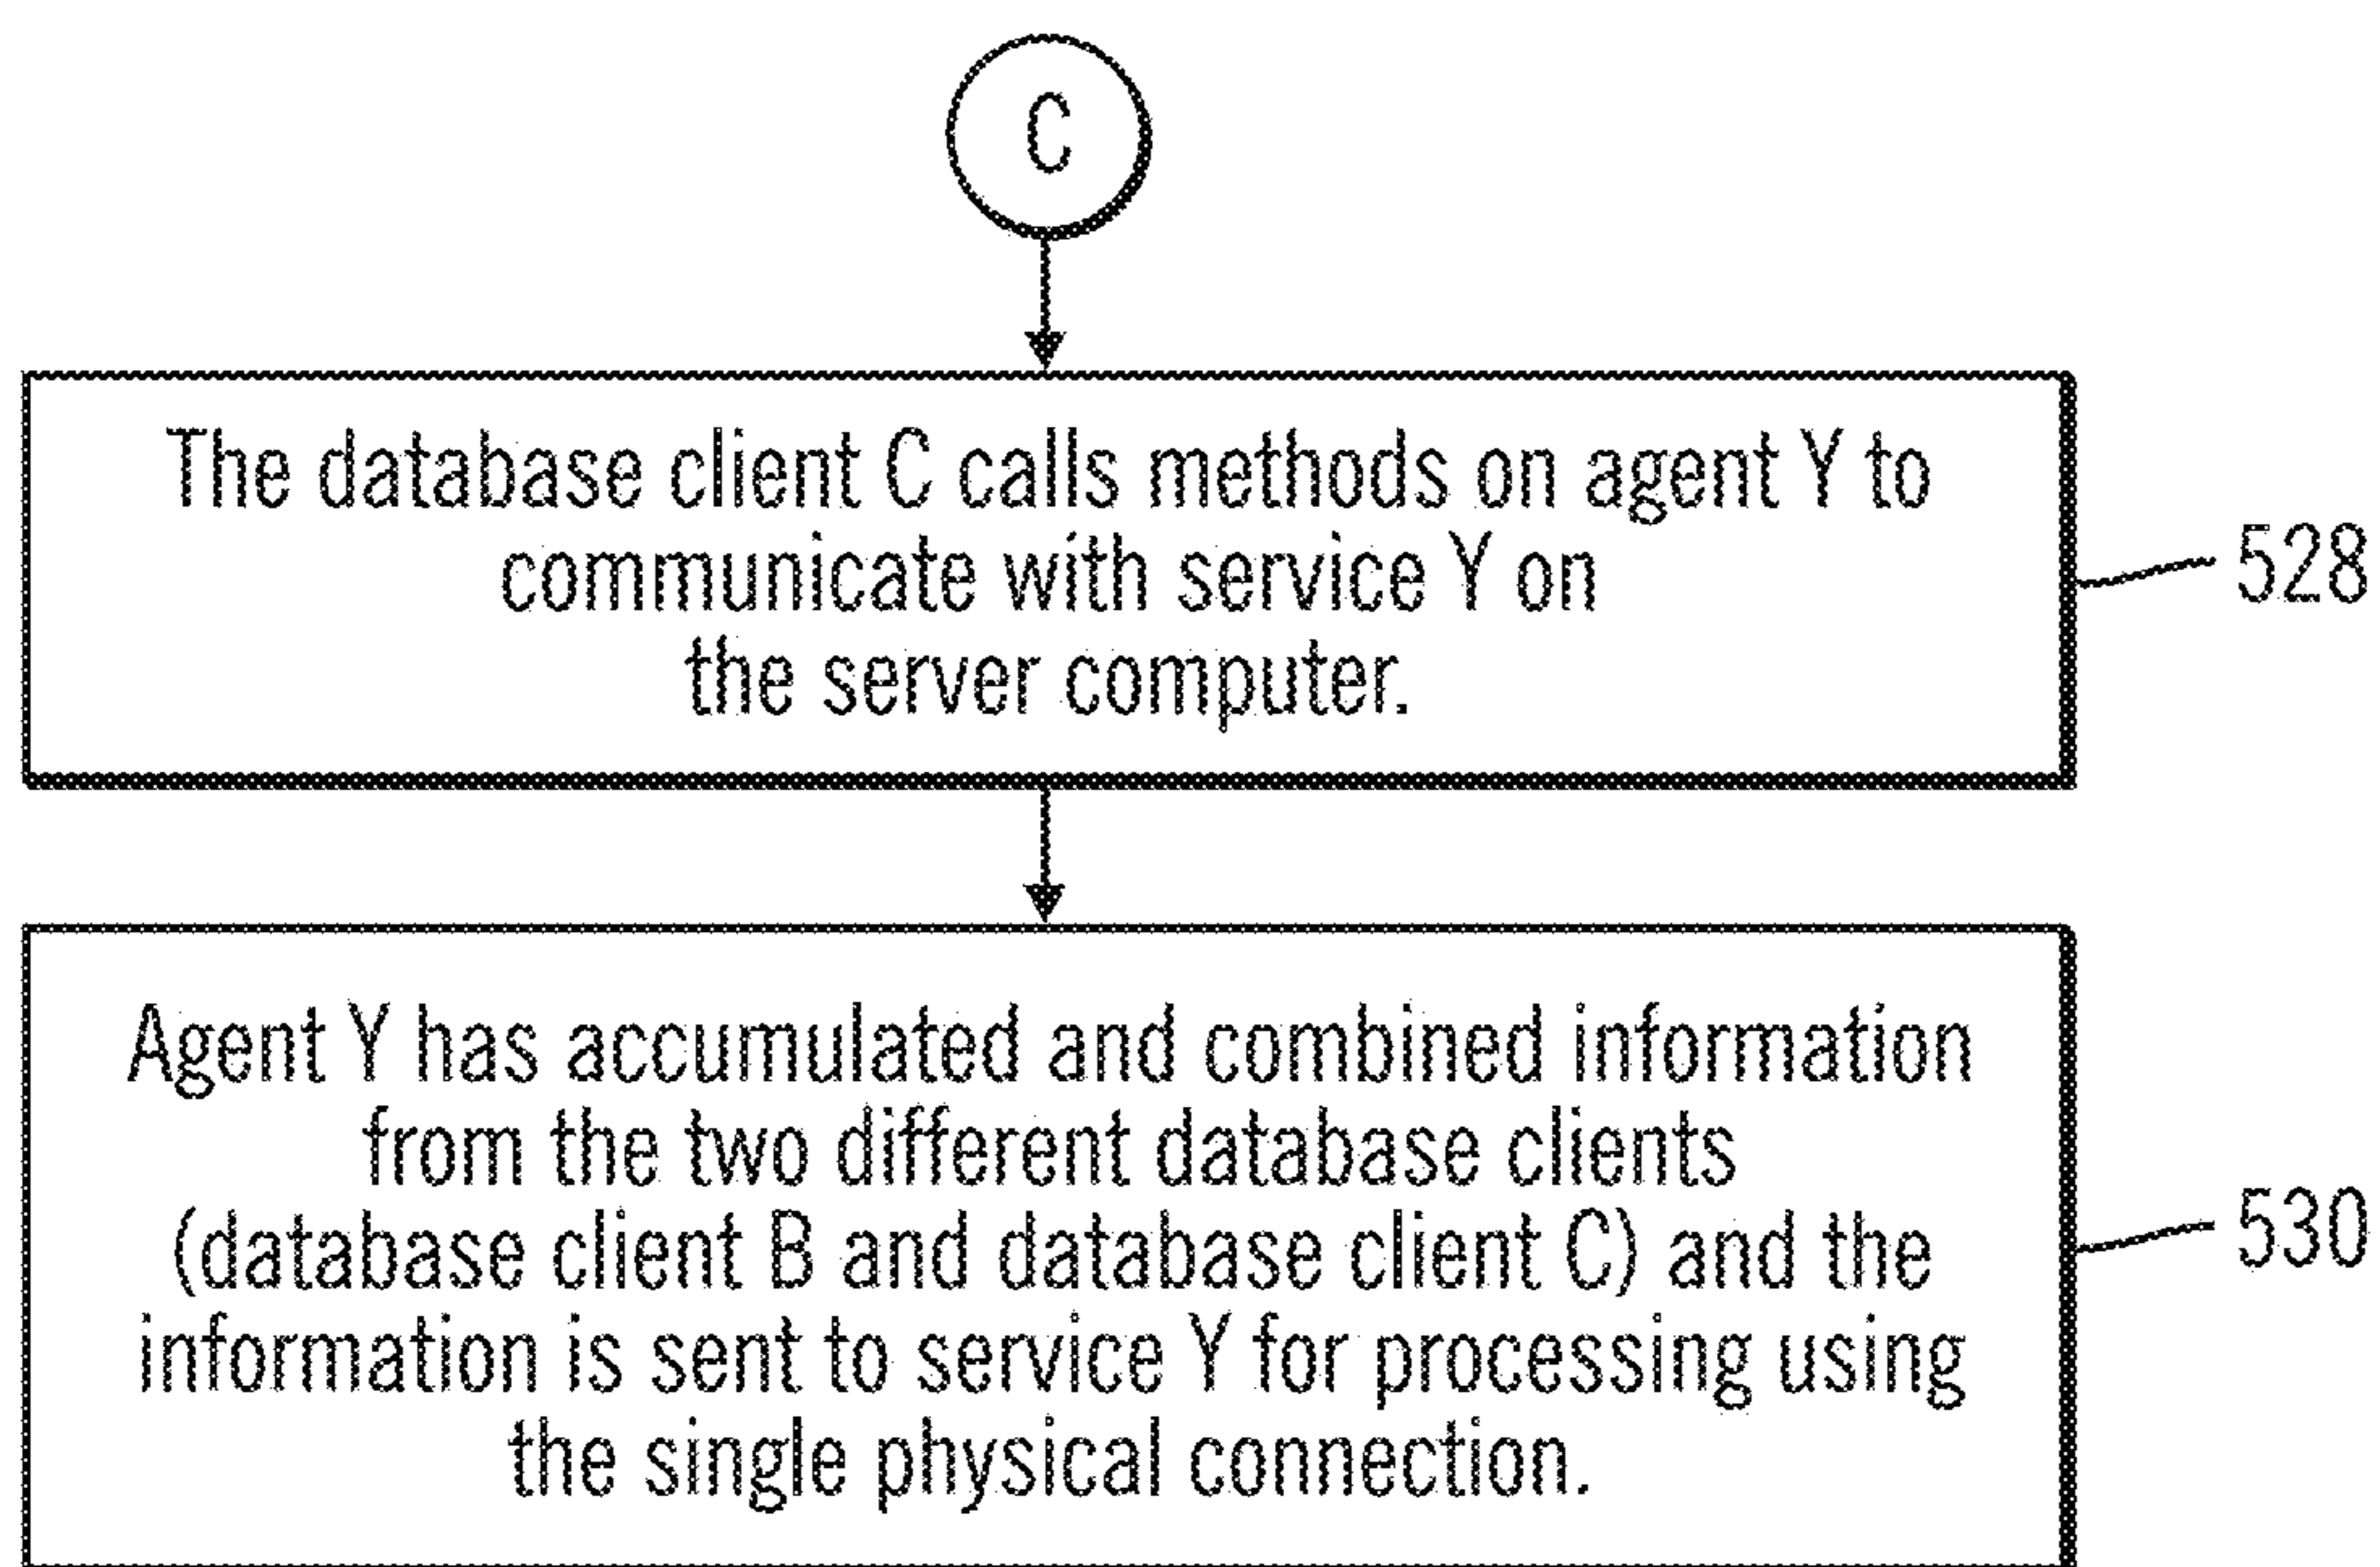 C
The database client C calls methods on agent Y to
communicate with service Y on
the server computer.
528
Agent Y has accumulated and combined information
from the two different database clients
(database client B and database client C) and the
information is sent to service Y for processing using
the single physical connection.
530